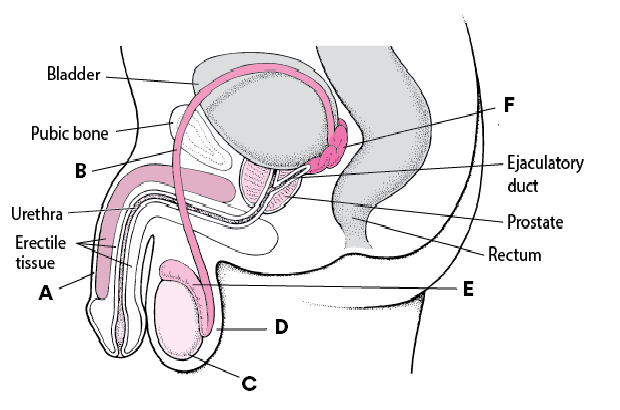 Bladder
F
Pubic bone
B
Ejaculatory
duct
Urethra
Prostate
Erectile
tissue
Rectum
A
E
D
C